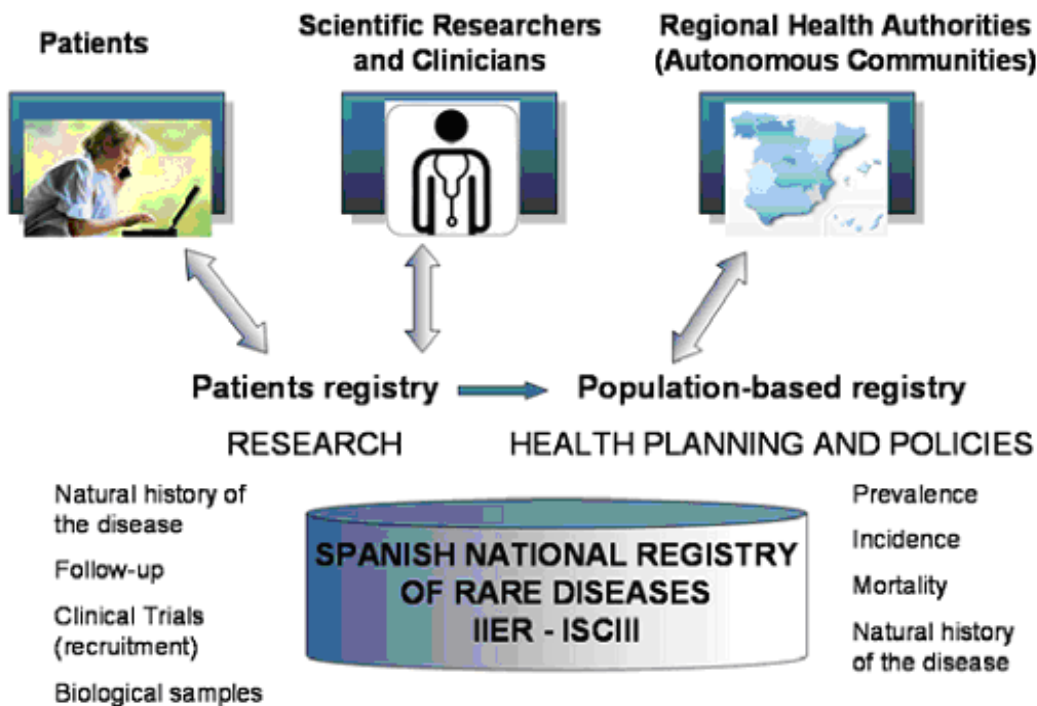 Patients
Scientific Researchers
and Clinicians
Regional Health Authorities
(Autonomous Communities)
Patients registry
Population-based registry
RESEARCH
HEALTH PLANNING AND POLICIES
Natural history of
the disease
Follow-up
Clinical Trials
(recruitment)
Biological samples
SPANISH NATIONAL REGISTRY
OF RARE DISEASES
IIER - ISCIII
Prevalence
Incidence
Mortality
Natural history
of the disease